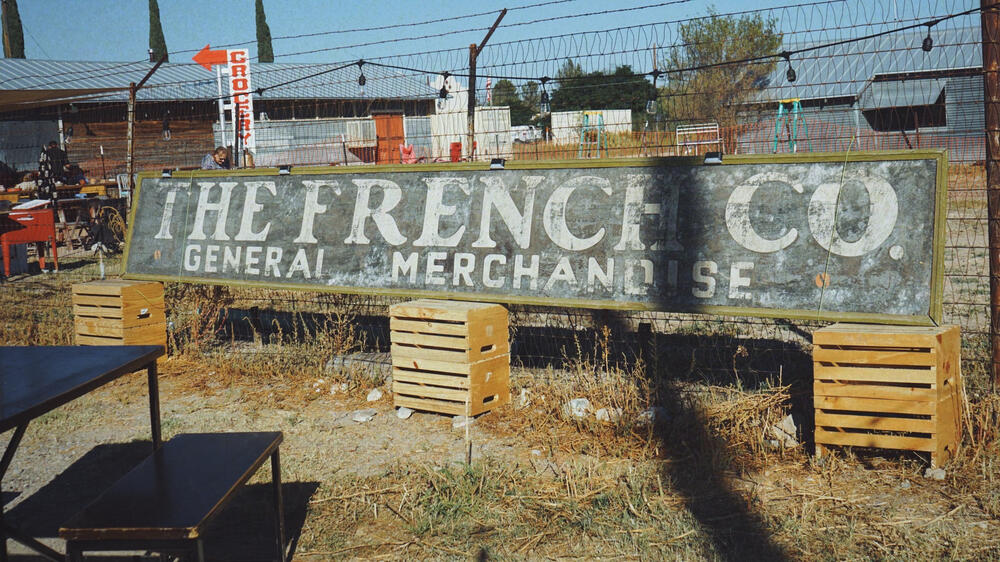 GROCERY
THE FRENCH CO.
GENERAL MERCHANDISE